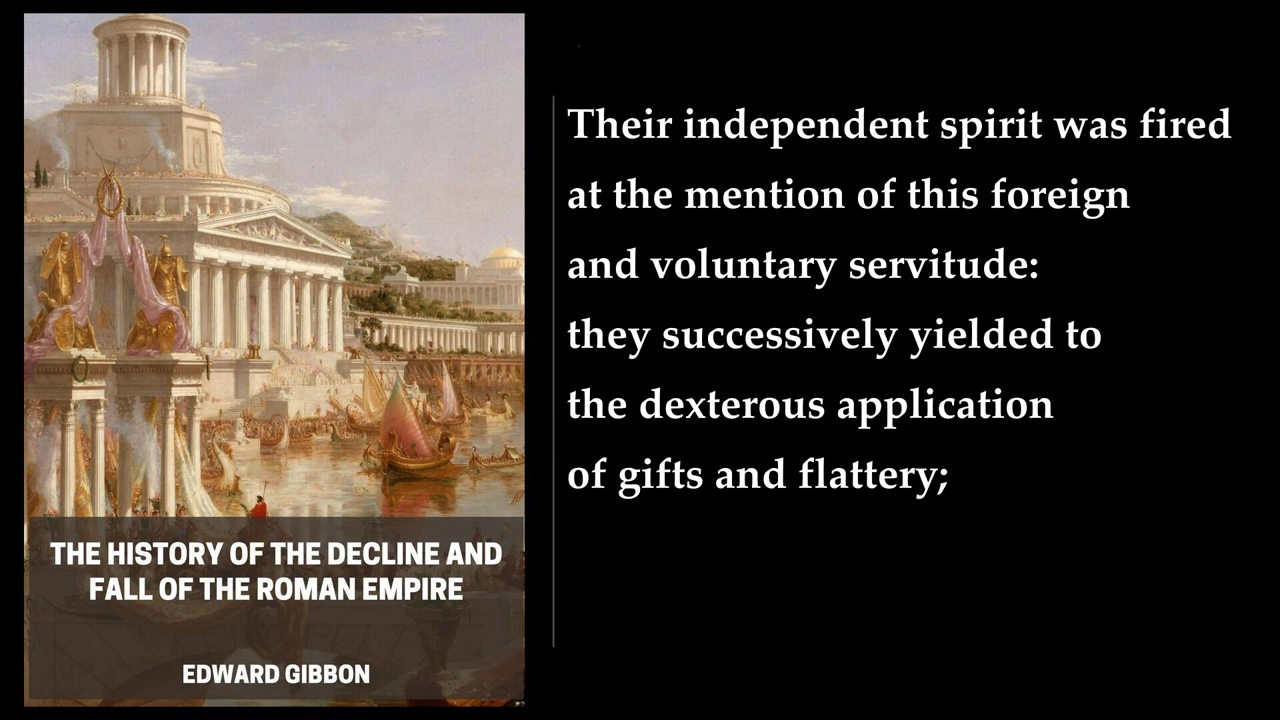 THE HISTORY OF THE DECLINE AND
FALL OF THE ROMAN EMPIRE
EDWARD GIBBON
Their independent spirit was fired
at the mention of this foreign
and voluntary servitude:
they successively yielded to
the dexterous application
of gifts and flattery;